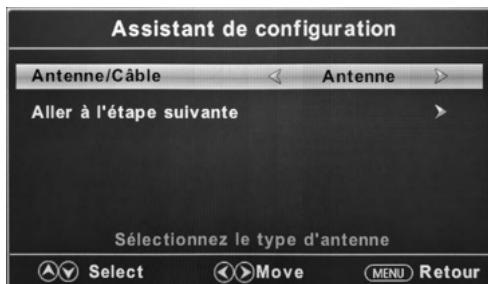 Assistant de configuration
Antenne/Câble Antenne
Aller à l'étape suivante
Sélectionnez le type d'antenne
Select Move MENU Retour